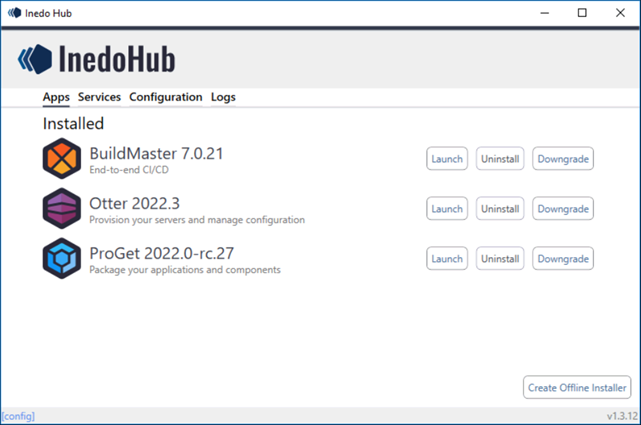 Inedo Hub
InedoHub
Apps Services Configuration Logs
Installed
BuildMaster 7.0.21
End-to-end CI/CD
Launch Uninstall Downgrade
Otter 2022.3
Provision your servers and manage configuration
Launch Uninstall Downgrade
ProGet 2022.0-rc.27
Package your applications and components
Launch Uninstall Downgrade
Create Offline Installer
[config] v1.3.12